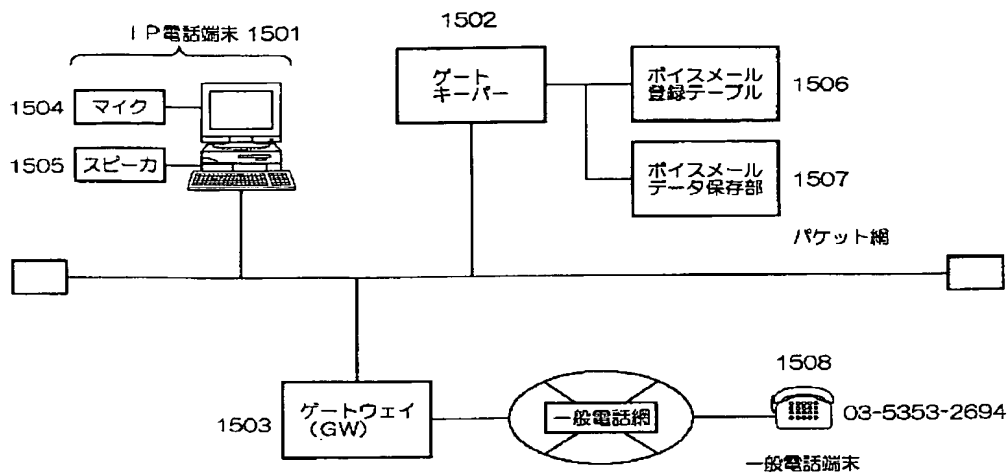 IP電話端末 1501
1504
マイク
1505
スピーカ
1502
ゲート
キーパー
ボイスメール
登録テーブル
1506
ボイスメール
データ保存部
1507
パケット網
1503
ゲートウェイ
(GW)
一般電話網
1508
03-5353-2694
一般電話端末